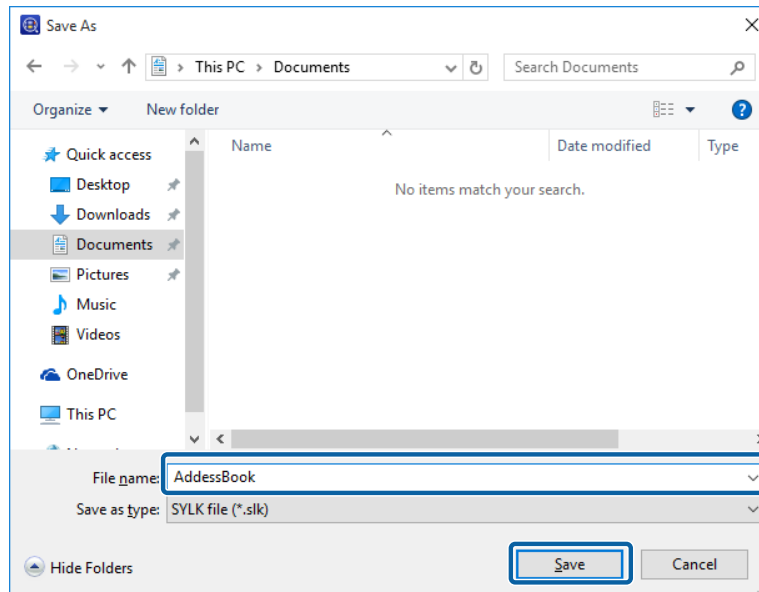 Save As
This PC > Documents
Search Documents
Organize
New folder
?
Name
Date modified
Type
Quick access
No items match your search.
Desktop
Downloads
Documents
Pictures
Music
Videos
OneDrive
This PC
File name:
AddessBook
Save as type:
SYLK file (*.slk)
Hide Folders
Save
Cancel